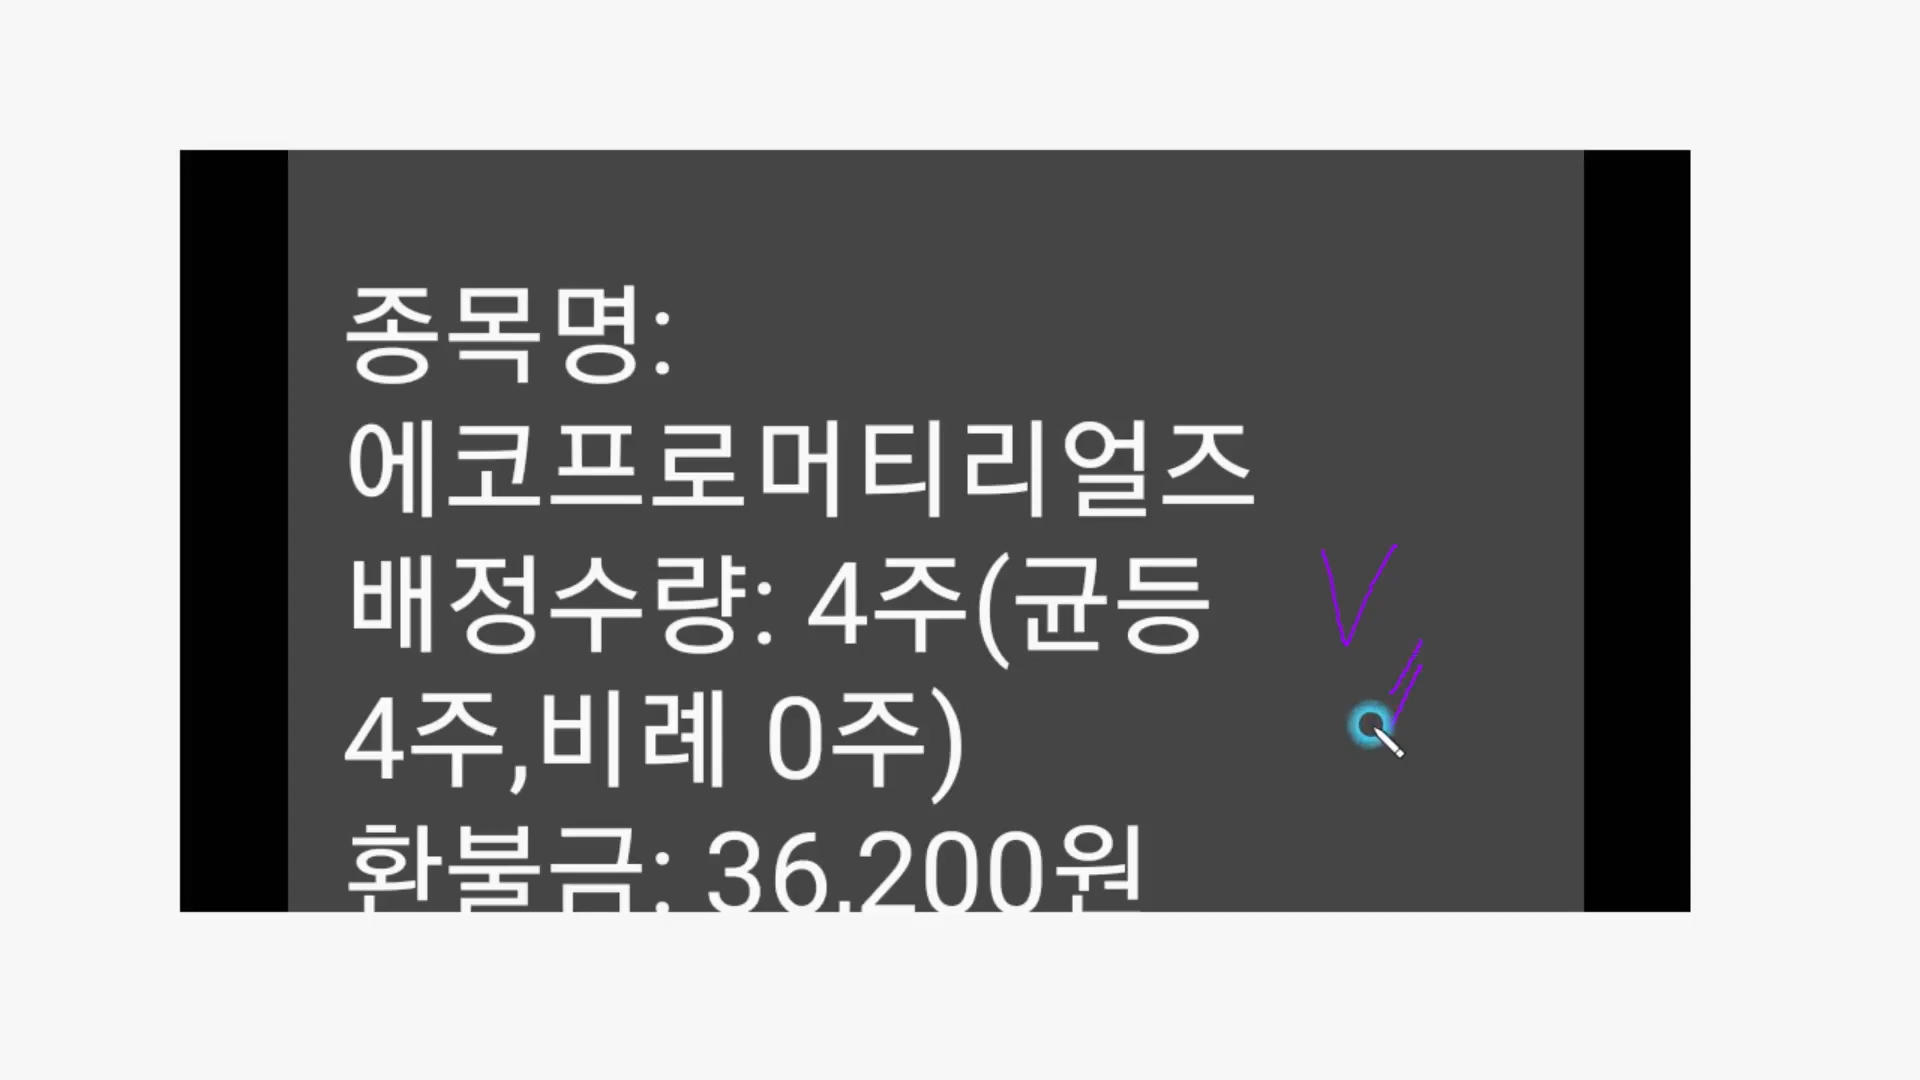 종목명:
에코프로머티리얼즈
배정수량: 4주(균등
4주,비례 0주)
환불금: 36,200원